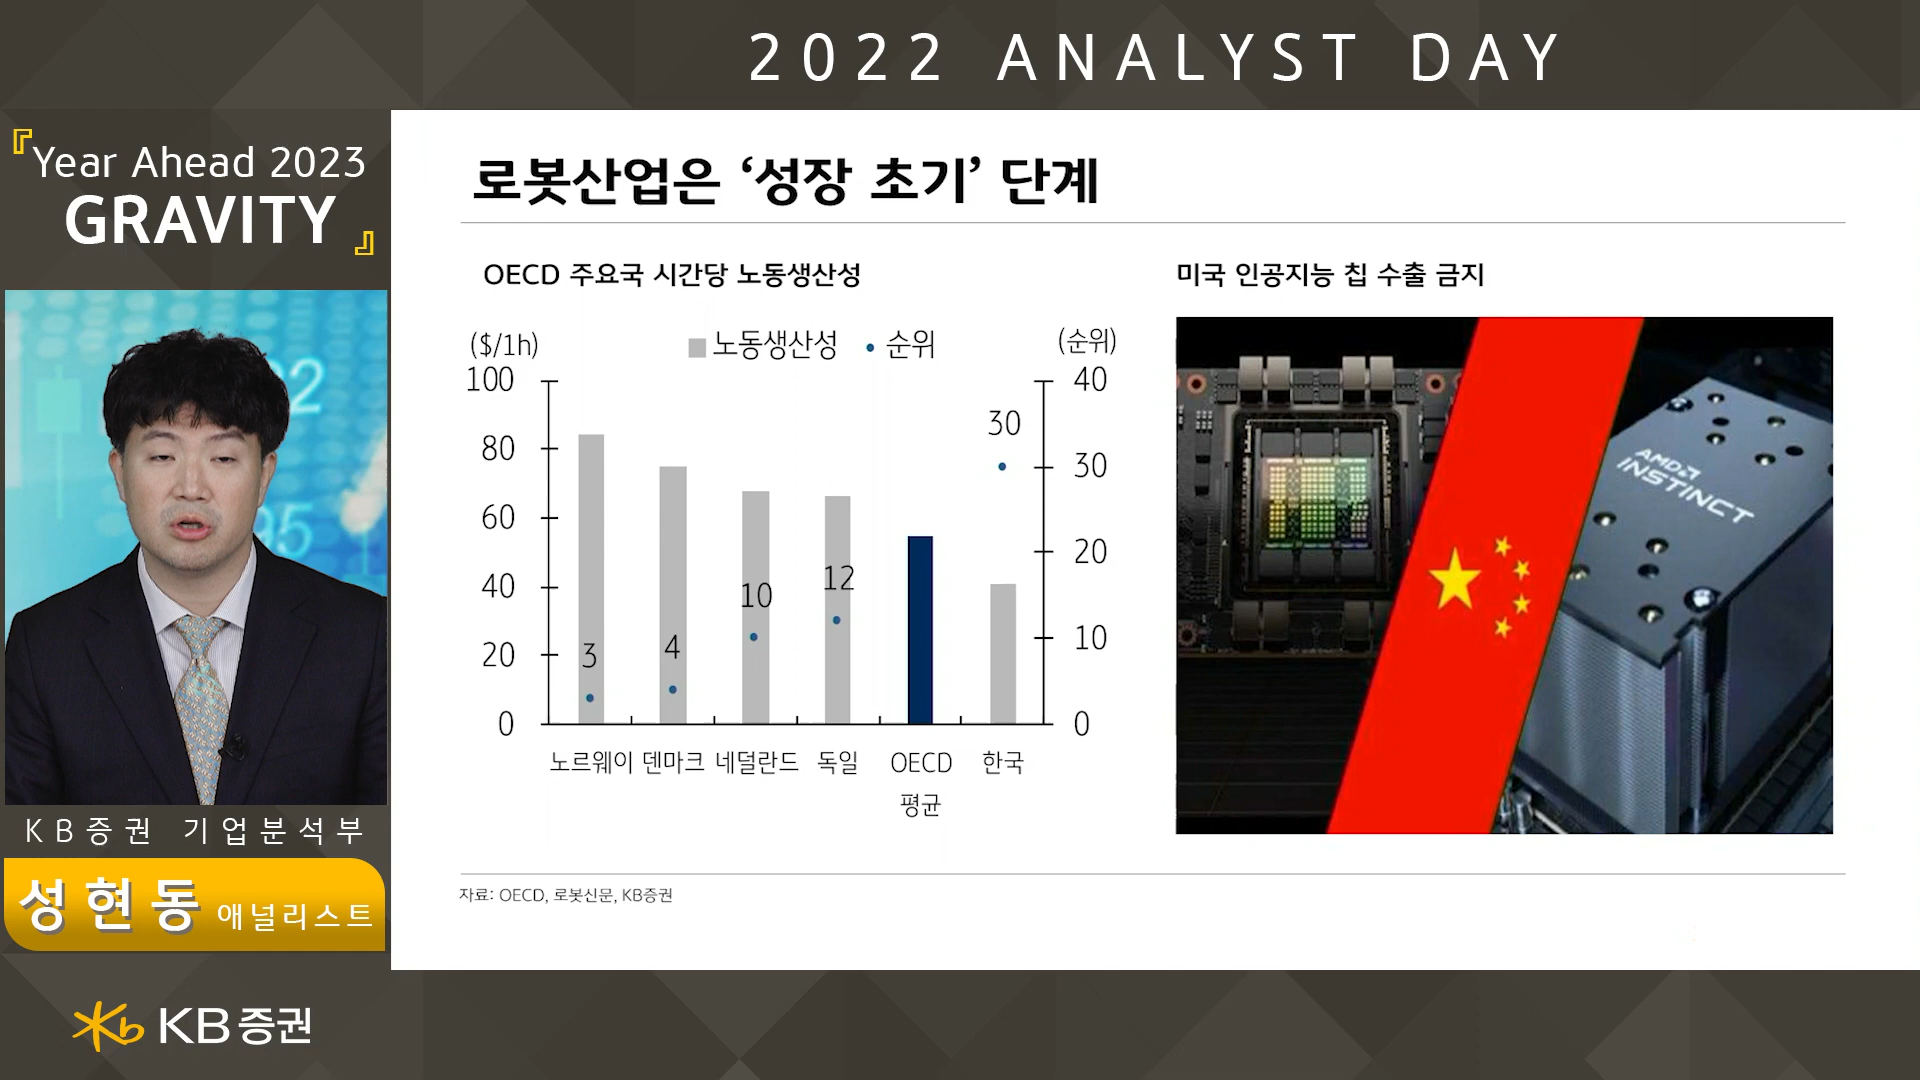 2022 ANALYST DAY
『Year Ahead 2023
GRAVITY』
로봇산업은 ‘성장 초기’ 단계
OECD 주요국 시간당 노동생산성
($/1h)
노동생산성
순위
(순위)
100
80
60
40
20
0
40
30
20
10
0
3
4
10
12
30
노르웨이
덴마크
네덜란드
독일
OECD
평균
한국
미국 인공지능 칩 수출 금지
AMD
INSTINCT
자료: OECD, 로봇신문, KB증권
KB증권 기업분석부
성현동 애널리스트
KB증권